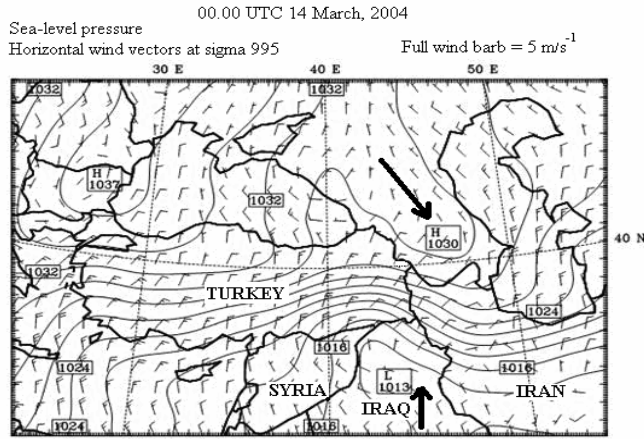 00.00 UTC 14 March, 2004
Sea-level pressure
Horizontal wind vectors at sigma 995
Full wind barb = 5 m/s-1
30 E
40 E
50 E
1032
1032
H
1037
1032
H
1030
40 N
1032
TURKEY
1024
1016
1024
1016
L
1013
SYRIA
IRAN
IRAQ
1024
1016